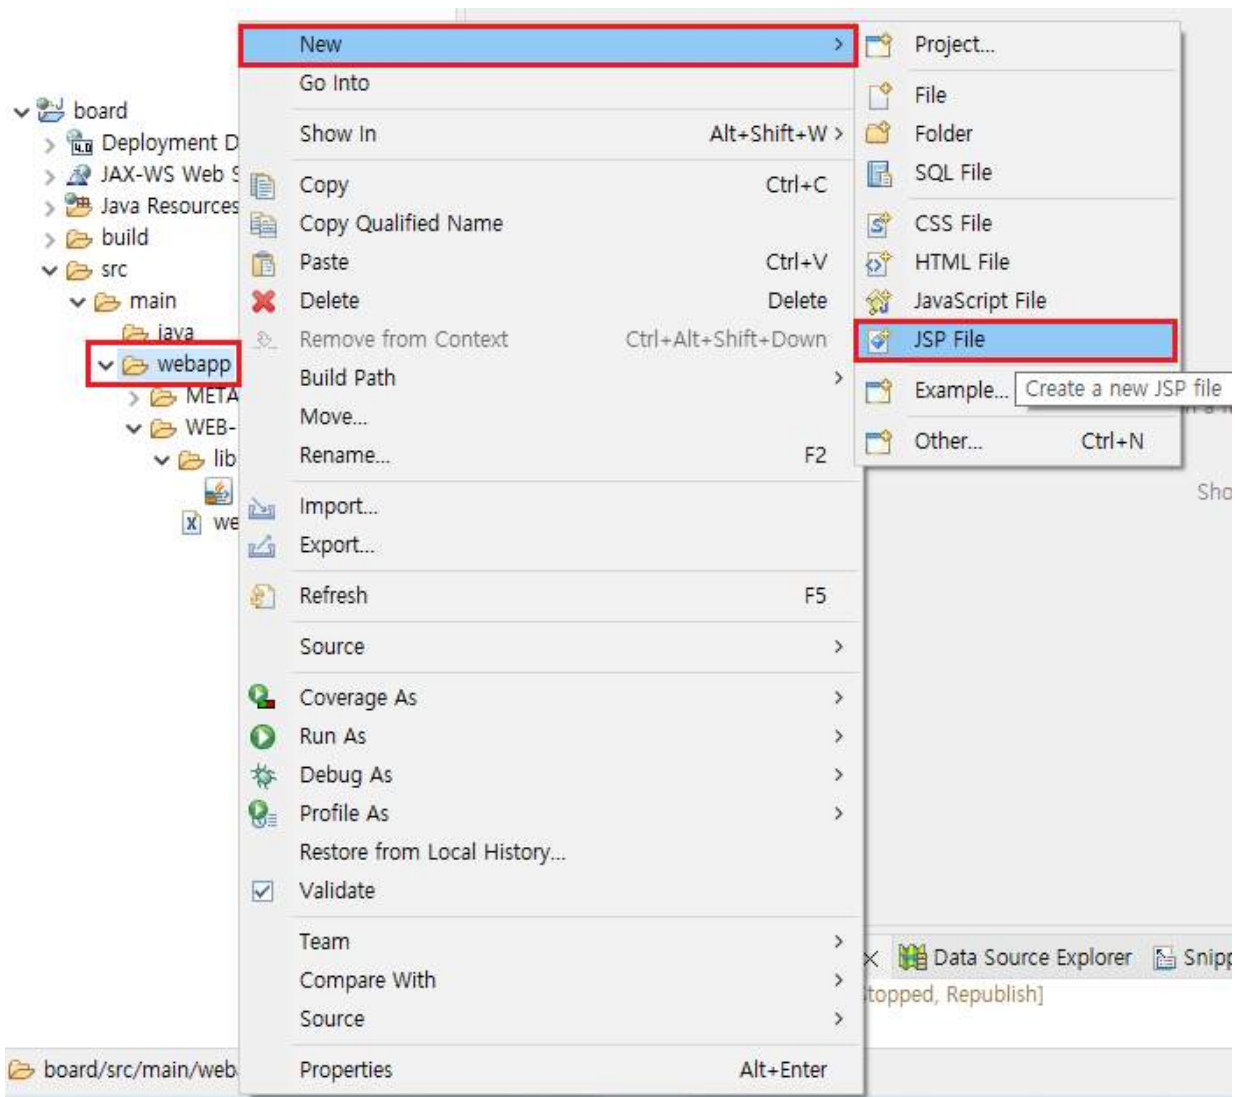 board
Deployment D
JAX-WS Web S
Java Resources
build
src
main
java
webapp
META
WEB-
lib
we
New
Go Into
Show In Alt+Shift+W
Copy Ctrl+C
Copy Qualified Name
Paste Ctrl+V
Delete Delete
Remove from Context Ctrl+Alt+Shift+Down
Build Path
Move...
Rename... F2
Import...
Export...
Refresh F5
Source
Coverage As
Run As
Debug As
Profile As
Restore from Local History...
Validate
Team
Compare With
Source
Properties Alt+Enter
Project...
File
Folder
SQL File
CSS File
HTML File
JavaScript File
JSP File
Example...
Create a new JSP file
Other... Ctrl+N
Sho
Data Source Explorer Snipp
topped, Republish]
board/src/main/web